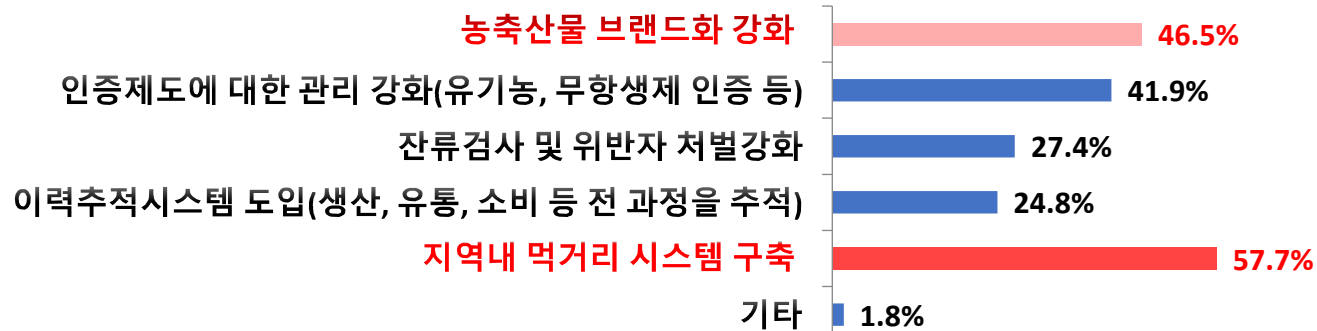 농축산물 브랜드화 강화 46.5%
인증제도에 대한 관리 강화(유기농, 무항생제 인증 등) 41.9%
잔류검사 및 위반자 처벌강화 27.4%
이력추적시스템 도입(생산, 유통, 소비 등 전 과정을 추적) 24.8%
지역내 먹거리 시스템 구축 57.7%
기타 1.8%